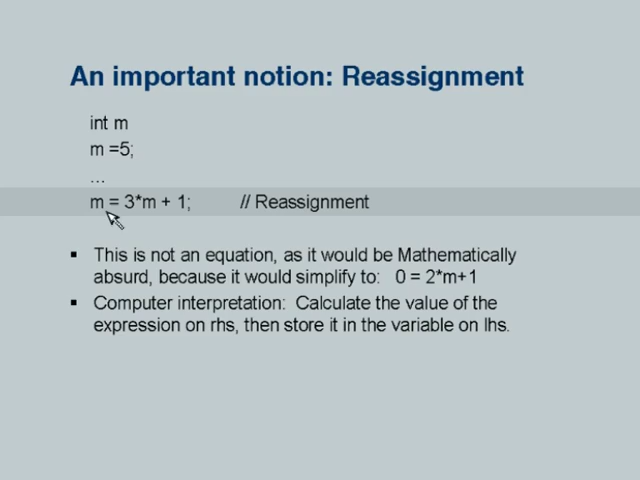 An important notion: Reassignment
int m
m =5;
...
m = 3*m + 1; // Reassignment
▪ This is not an equation, as it would be Mathematically
absurd, because it would simplify to: 0 = 2*m+1
▪ Computer interpretation: Calculate the value of the
expression on rhs, then store it in the variable on lhs.